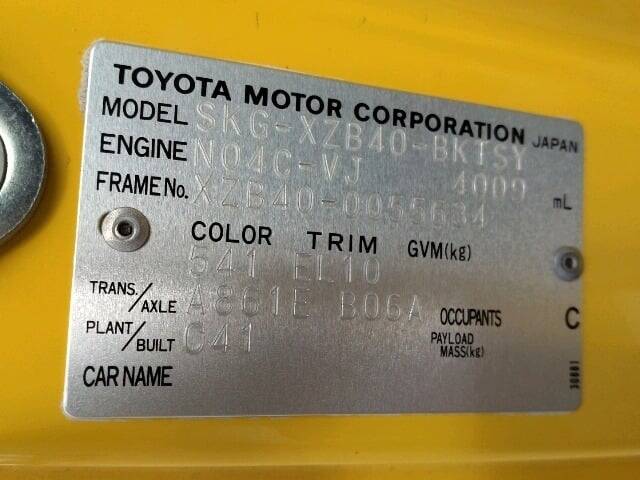 TOYOTA MOTOR CORPORATION JAPAN
MODEL SKG-XZB40-BKTSY
ENGINE N04C-VJ 4009 mL
FRAME No. XZB40-0055634
COLOR TRIM GVM(kg)
541 EL10
TRANS./AXLE A861E B06A OCCUPANTS C
PLANT/BUILT C41 PAYLOAD MASS(kg)
CAR NAME